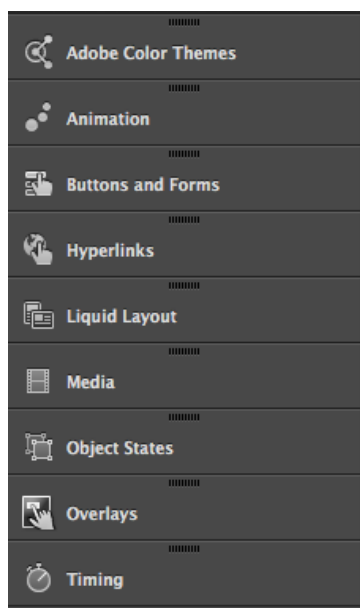 Adobe Color Themes
Animation
Buttons and Forms
Hyperlinks
Liquid Layout
Media
Object States
Overlays
Timing